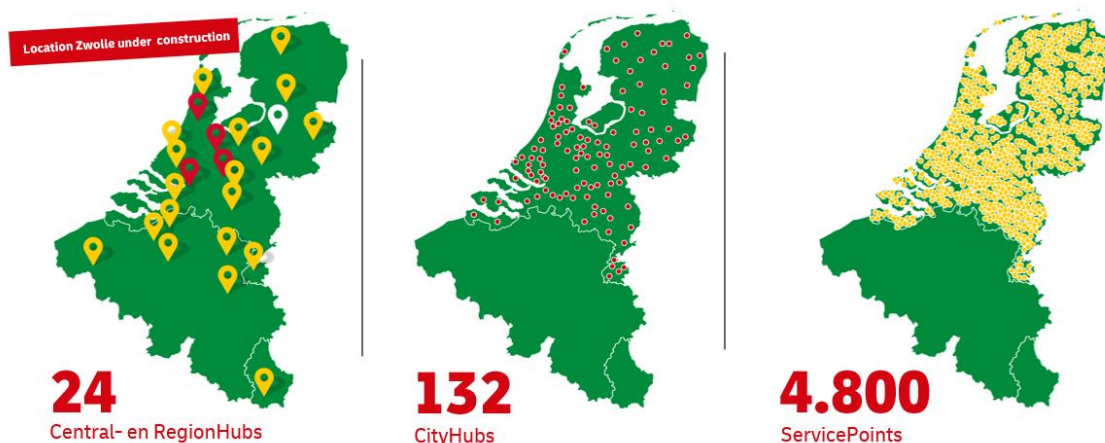 Location Zwolle under construction
24
Central- en RegionHubs
132
CityHubs
4.800
ServicePoints